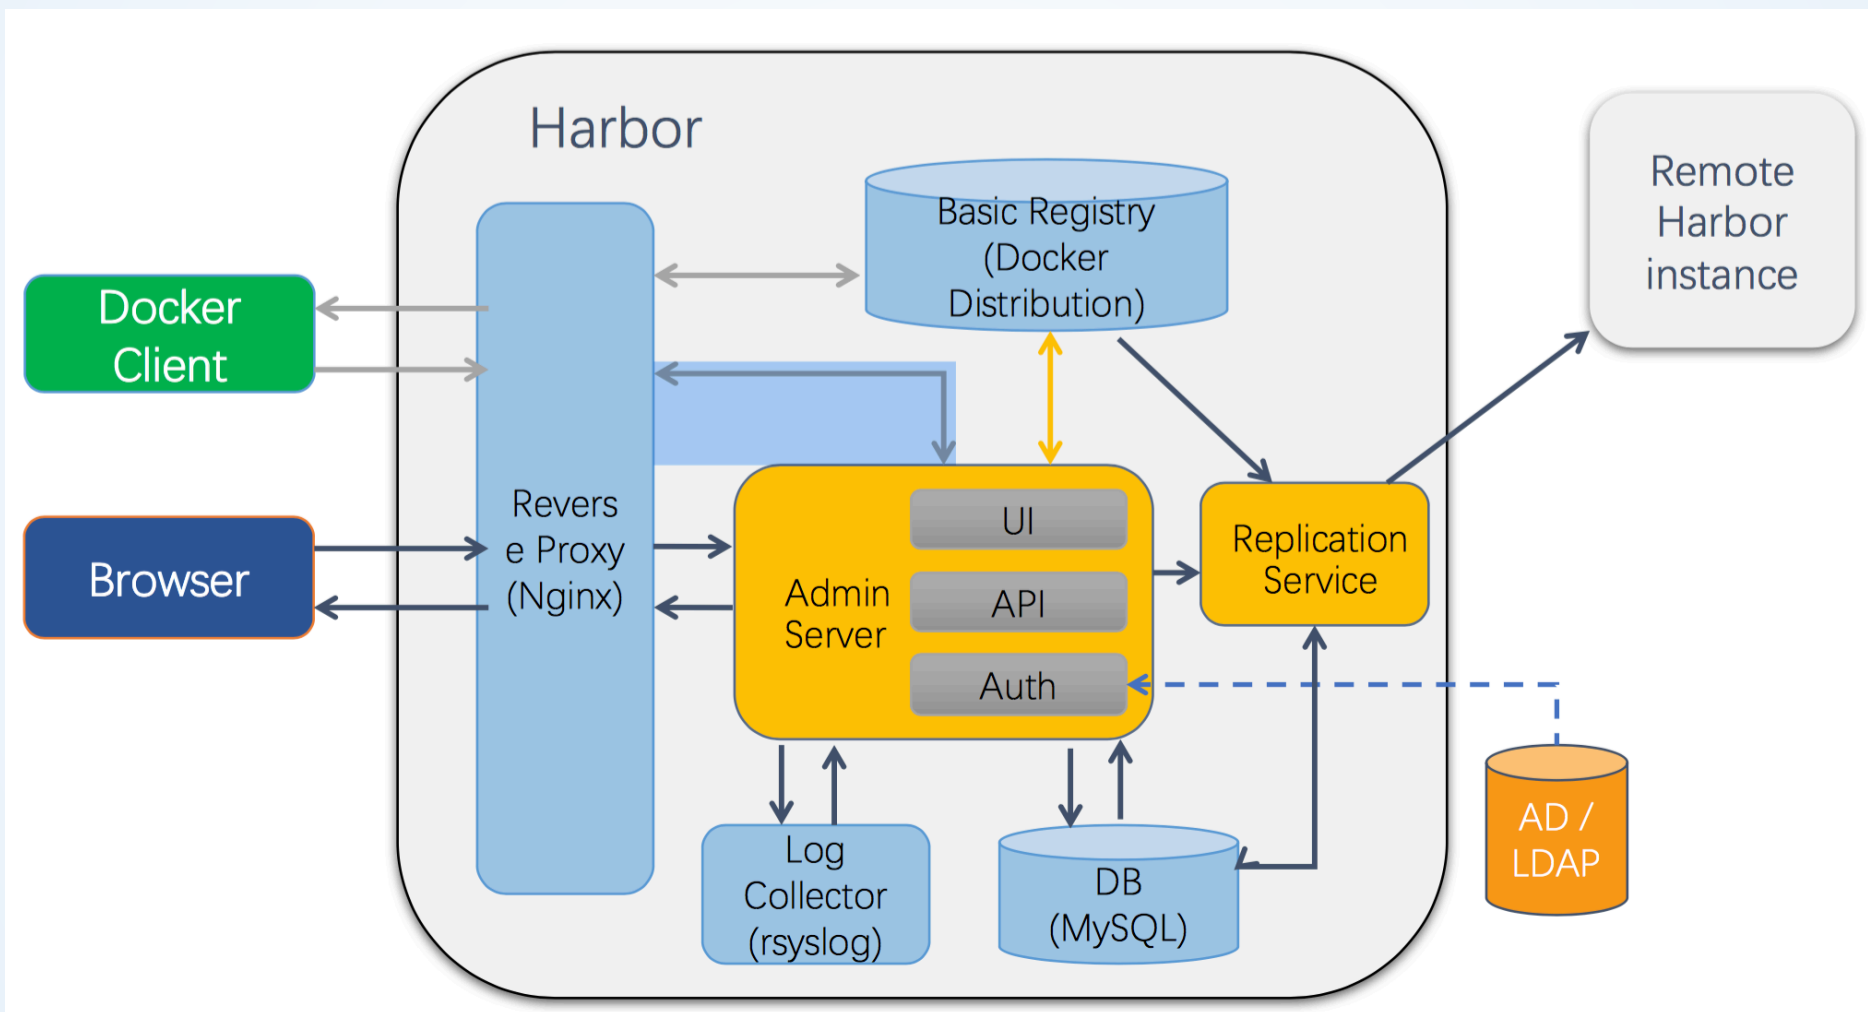 Harbor
Docker
Client
Browser
Revers
e Proxy
(Nginx)
Basic Registry
(Docker
Distribution)
Admin
Server
UI
API
Auth
Replication
Service
Remote
Harbor
instance
Log
Collector
(rsyslog)
DB
(MySQL)
AD /
LDAP